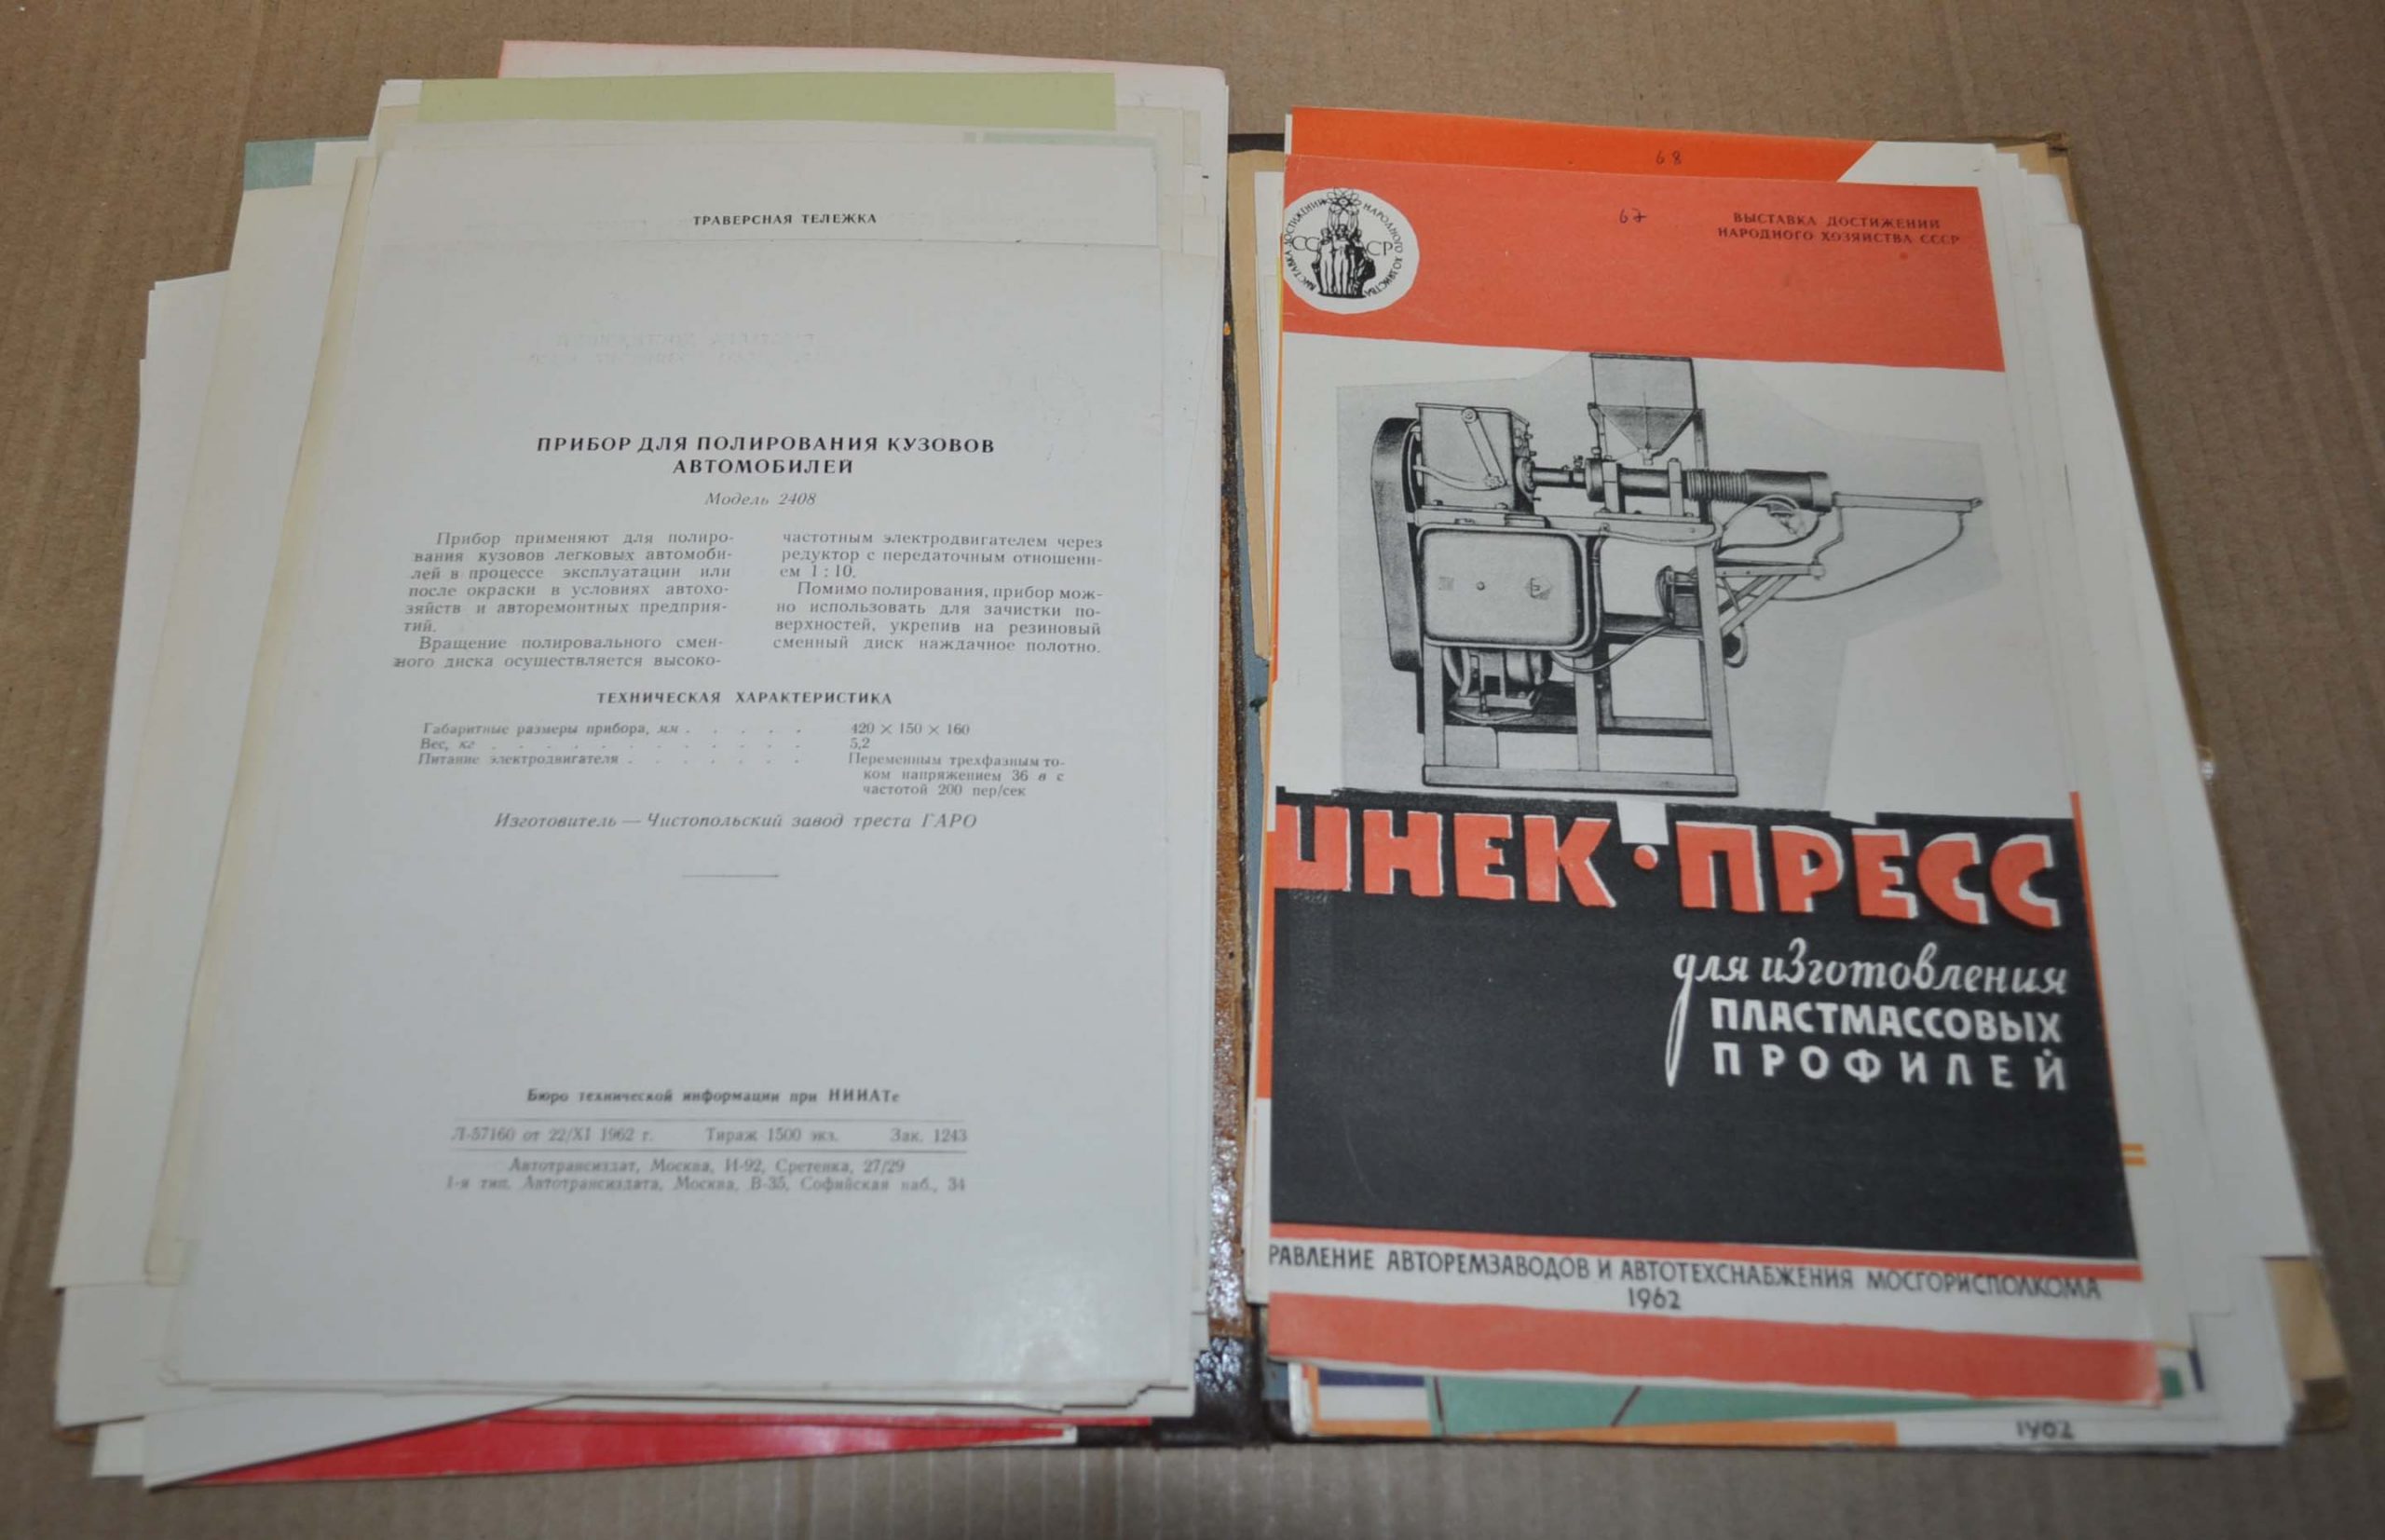 ТРАВЕРСНАЯ ТЕЛЕЖКА
ПРИБОР ДЛЯ ПОЛИРОВАНИЯ КУЗОВОВ
АВТОМОБИЛЕЙ
Модель 2408
Прибор применяют для полиро-
вания кузовов легковых автомоби-
лей в процессе эксплуатации или
после окраски в условиях автохо-
зяйств и авторемонтных предприя-
тий.
Вращение полировального смен-
ного диска осуществляется высоко-
частотным электродвигателем через
редуктор с передаточным отношени-
ем 1 : 10.
Помимо полирования, прибор мож-
но использовать для зачистки по-
верхностей, укрепив на резиновый
сменный диск наждачное полотно.
ТЕХНИЧЕСКАЯ ХАРАКТЕРИСТИКА
Габаритные размеры прибора, мм . . . . . 420 × 150 × 160
Вес, кг . . . . . . . . . . . . 5,2
Питание электродвигателя . . . . . . . Переменным трехфазным то-
ком напряжением 36 в с
частотой 200 пер/сек
Изготовитель — Чистопольский завод треста ГАРО
Бюро технической информации при НИИАТе
Л-57160 от 22/XI 1962 г. Тираж 1500 экз. Зак. 1243
Автотрансиздат, Москва, И-92, Сретенка, 27/29
1-я тип. Автотрансиздата, Москва, В-35, Софийская наб., 34
68
67
ВЫСТАВКА ДОСТИЖЕНИЙ
НАРОДНОГО ХОЗЯЙСТВА СССР
ВЫСТАВКА ДОСТИЖЕНИЙ НАРОДНОГО ХОЗЯЙСТВА
СССР
ШНЕК·ПРЕСС
для изготовления
ПЛАСТМАССОВЫХ
ПРОФИЛЕЙ
РАВЛЕНИЕ АВТОРЕМЗАВОДОВ И АВТОТЕХСНАБЖЕНИЯ МОСГОРИСПОЛКОМА
1962
1962